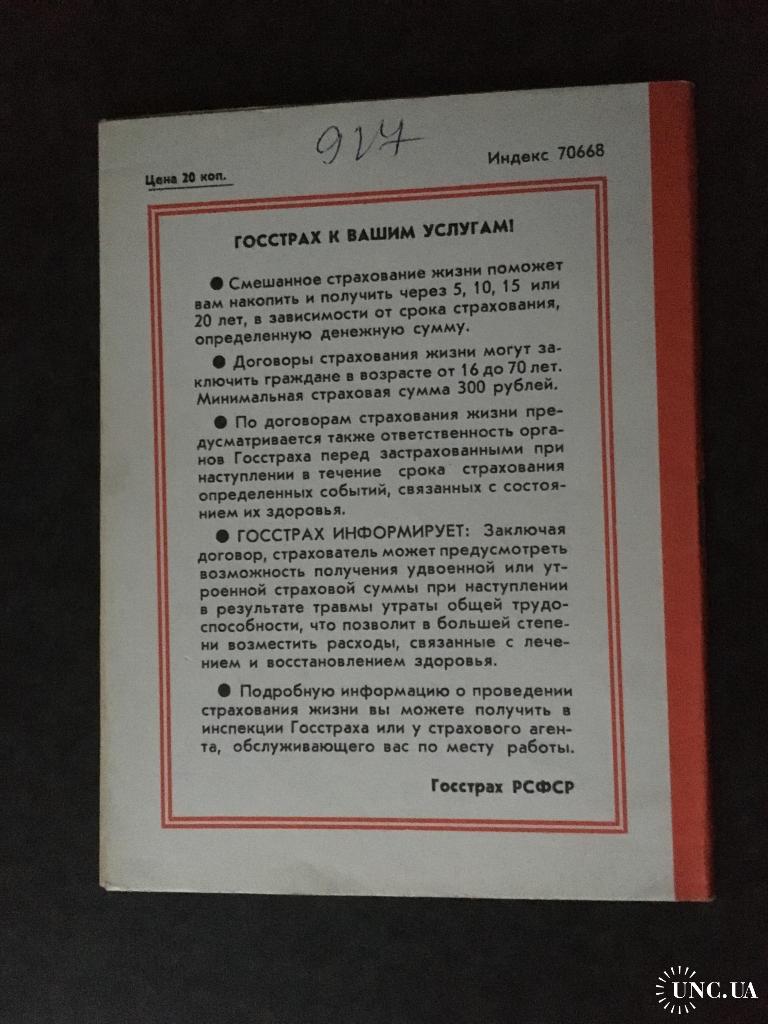 917
Цена 20 коп.
Индекс 70668
ГОССТРАХ К ВАШИМ УСЛУГАМ!
● Смешанное страхование жизни поможет
вам накопить и получить через 5, 10, 15 или
20 лет, в зависимости от срока страхования,
определенную денежную сумму.
● Договоры страхования жизни могут за-
ключить граждане в возрасте от 16 до 70 лет.
Минимальная страховая сумма 300 рублей.
● По договорам страхования жизни пре-
дусматривается также ответственность орга-
нов Госстраха перед застрахованными при
наступлении в течение срока страхования
определенных событий, связанных с состоя-
нием их здоровья.
● ГОССТРАХ ИНФОРМИРУЕТ: Заключая
договор, страхователь может предусмотреть
возможность получения удвоенной или ут-
роенной страховой суммы при наступлении
в результате травмы утраты общей трудо-
способности, что позволит в большей степе-
ни возместить расходы, связанные с лече-
нием и восстановлением здоровья.
● Подробную информацию о проведении
страхования жизни вы можете получить в
инспекции Госстраха или у страхового аген-
та, обслуживающего вас по месту работы.
Госстрах РСФСР
UNC.UA